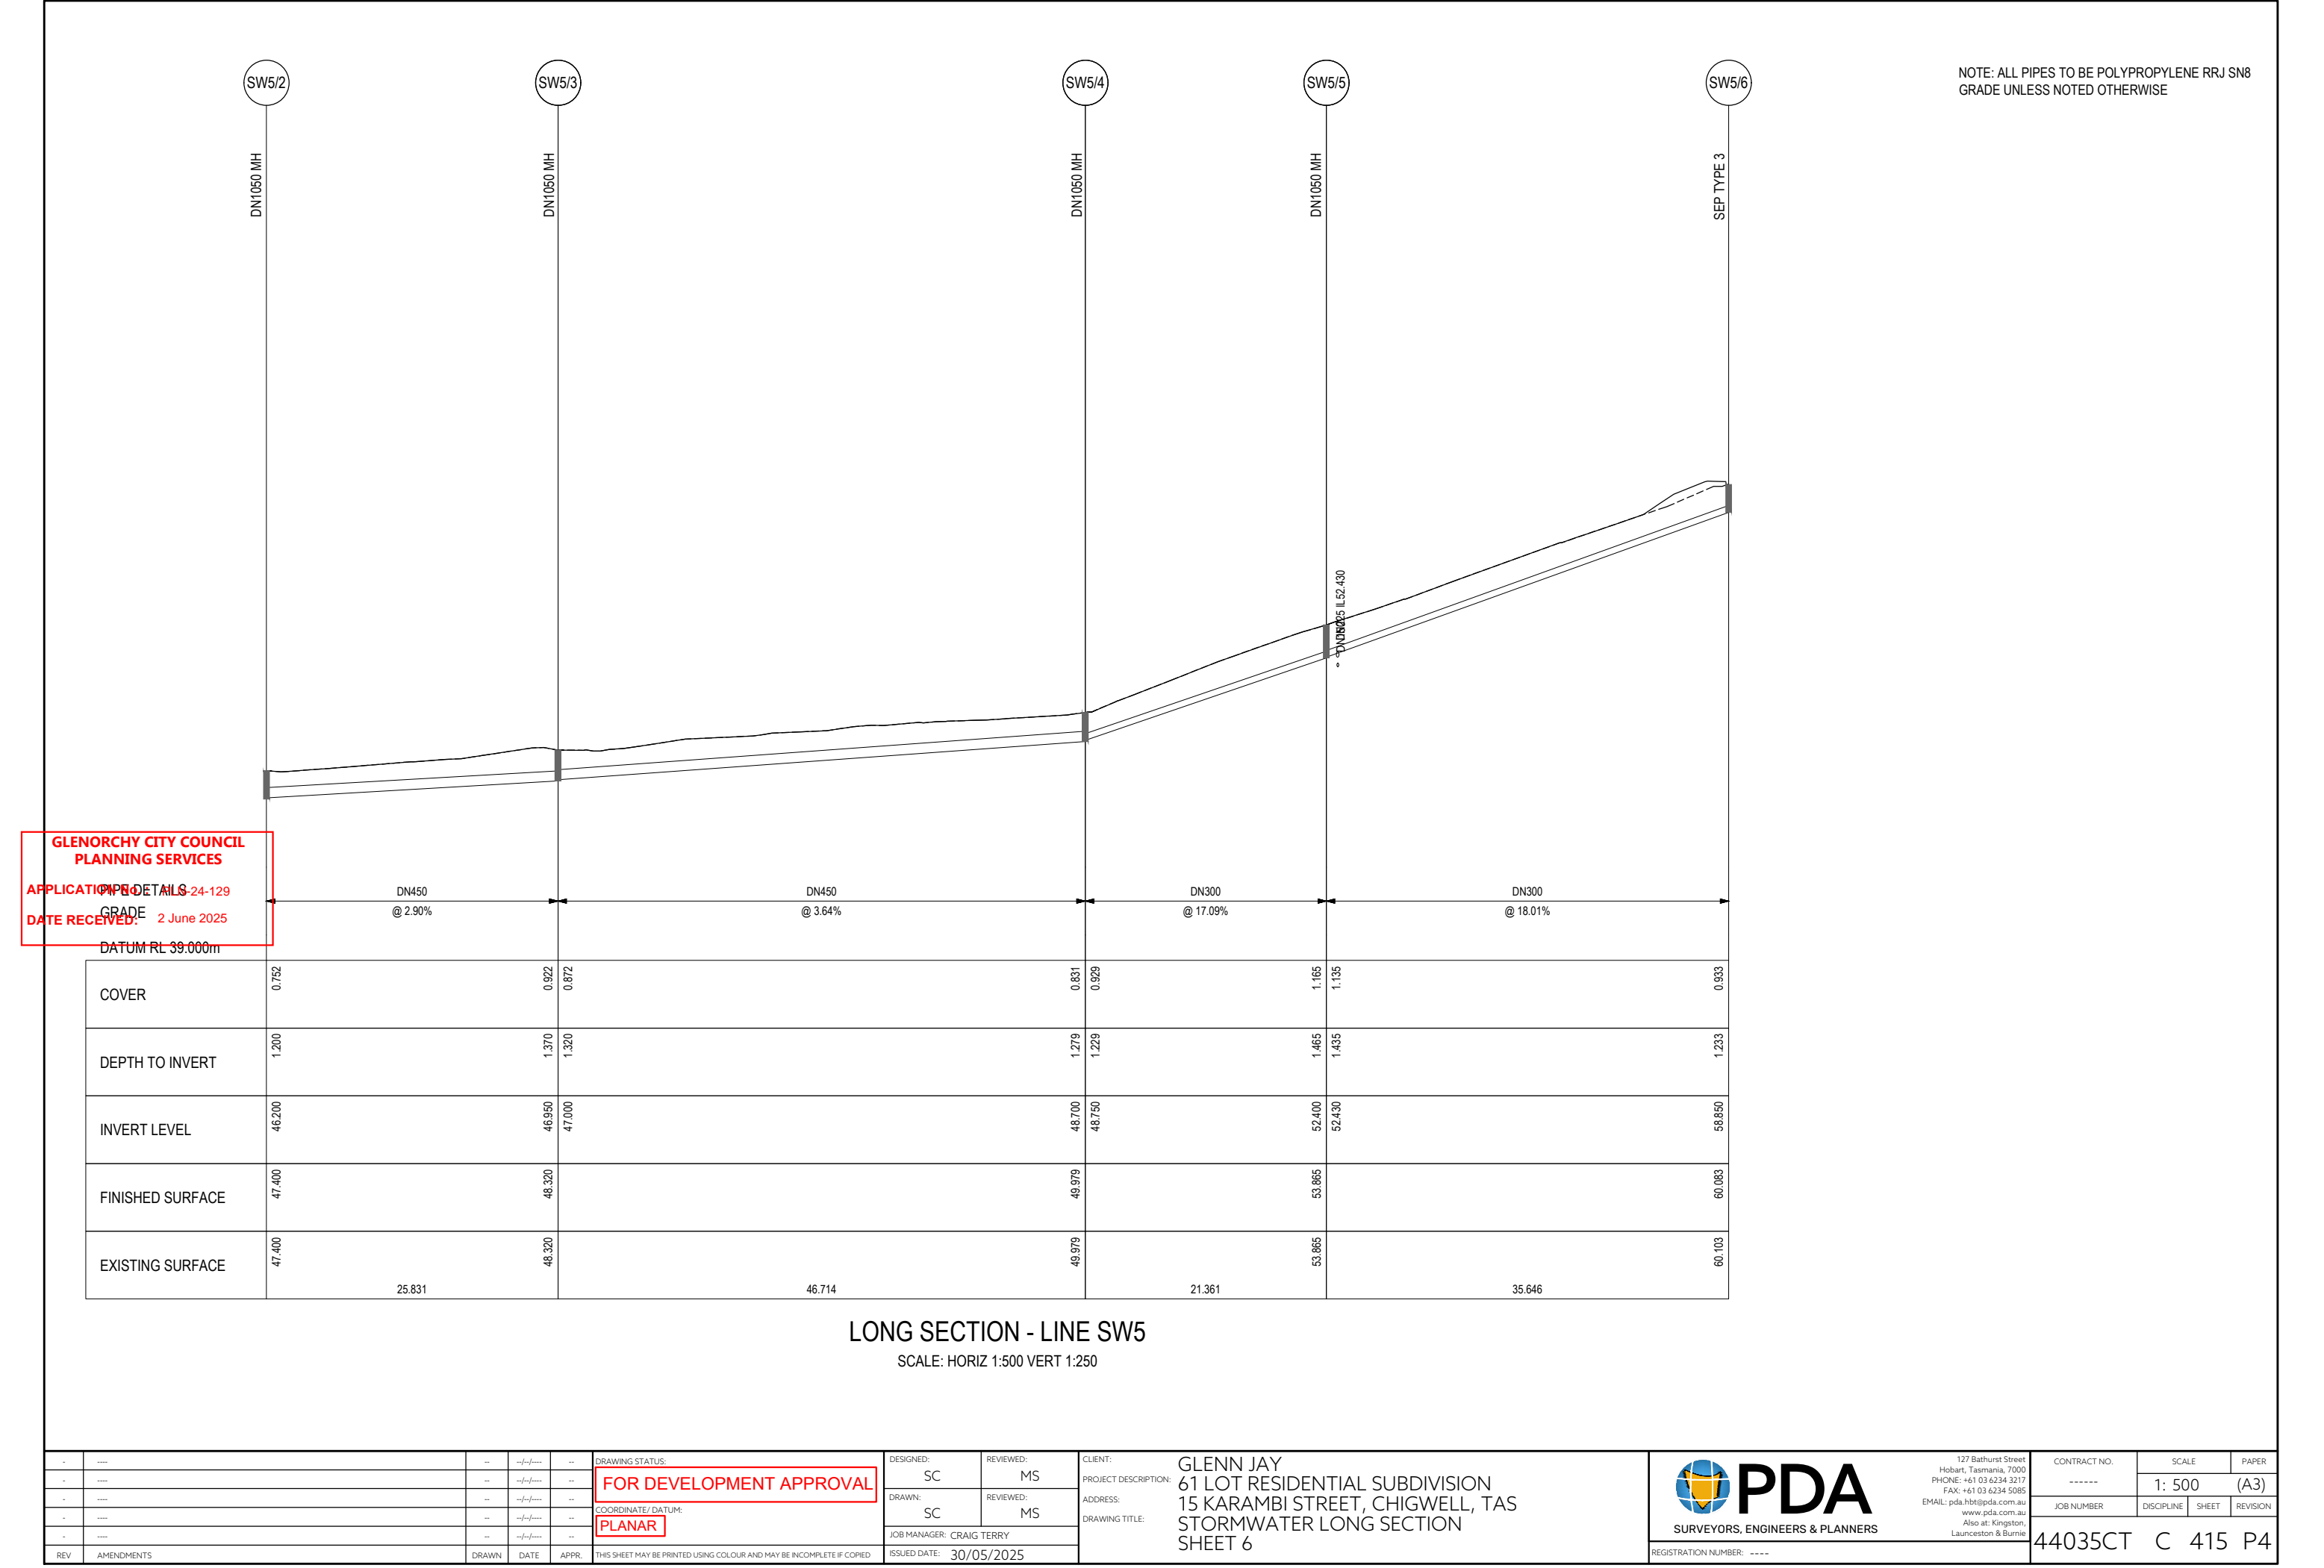 SW5/2
SW5/3
SW5/4
SW5/5
SW5/6
NOTE: ALL PIPES TO BE POLYPROPYLENE RRJ SN8
GRADE UNLESS NOTED OTHERWISE
DN1050 MH
DN1050 MH
DN1050 MH
DN1050 MH
SEP TYPE 3
IL52.430
GLENORCHY CITY COUNCIL
PLANNING SERVICES
APPLICATION No.: PLN-24-129
DATE RECEIVED: 2 June 2025
PIPE DETAILS
DN450
DN450
DN300
DN300
GRADE
@ 2.90%
@ 3.64%
@ 17.09%
@ 18.01%
DATUM RL 39.000m
COVER
0.752
0.922
0.872
0.831
0.929
1.165
1.135
0.933
DEPTH TO INVERT
1.200
1.370
1.320
1.279
1.229
1.465
1.435
1.233
INVERT LEVEL
46.200
46.950
47.000
48.700
48.750
52.400
52.430
58.850
FINISHED SURFACE
47.400
48.320
49.979
53.865
60.083
EXISTING SURFACE
47.400
48.320
49.979
53.865
60.103
25.831
46.714
21.361
35.646
LONG SECTION - LINE SW5
SCALE: HORIZ 1:500 VERT 1:250
- ---- -- --/--/---- --
- ---- -- --/--/---- --
- ---- -- --/--/---- --
- ---- -- --/--/---- --
- ---- -- --/--/---- --
REV AMENDMENTS DRAWN DATE APPR.
DRAWING STATUS:
FOR DEVELOPMENT APPROVAL
COORDINATE/ DATUM:
PLANAR
THIS SHEET MAY BE PRINTED USING COLOUR AND MAY BE INCOMPLETE IF COPIED
DESIGNED:
SC
REVIEWED:
MS
DRAWN:
SC
REVIEWED:
MS
JOB MANAGER: CRAIG TERRY
ISSUED DATE: 30/05/2025
CLIENT: GLENN JAY
PROJECT DESCRIPTION: 61 LOT RESIDENTIAL SUBDIVISION
ADDRESS: 15 KARAMBI STREET, CHIGWELL, TAS
DRAWING TITLE: STORMWATER LONG SECTION
SHEET 6
PDA
SURVEYORS, ENGINEERS & PLANNERS
127 Bathurst Street
Hobart, Tasmania, 7000
PHONE: +61 03 6234 3217
FAX: +61 03 6234 5085
EMAIL: pda.hbt@pda.com.au
www.pda.com.au
Also at: Kingston,
Launceston & Burnie
REGISTRATION NUMBER: ----
CONTRACT NO.
------
SCALE
1: 500
PAPER
(A3)
JOB NUMBER
44035CT
DISCIPLINE
C
SHEET
415
REVISION
P4